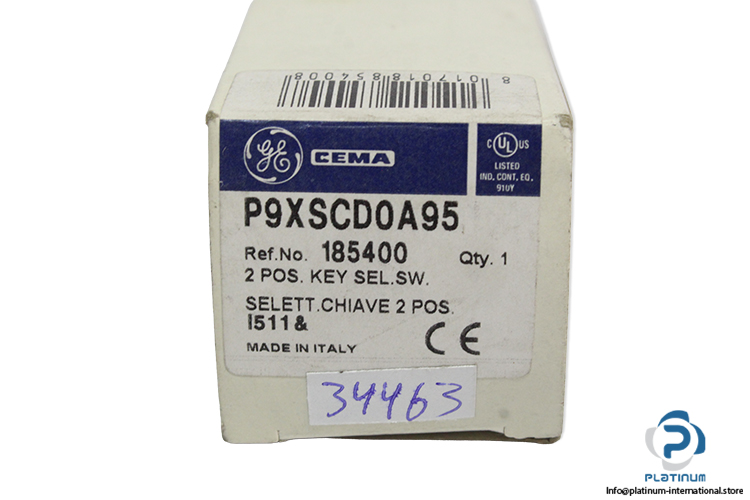 8 017018 854008
GE CEMA
C UL US
LISTED
IND. CONT. EQ.
910Y
P9XSCD0A95
Ref.No. 185400 Qty. 1
2 POS. KEY SEL.SW.
SELETT.CHIAVE 2 POS.
I511&
MADE IN ITALY CE
34463
PLATINUM
Info@platinum-international.store